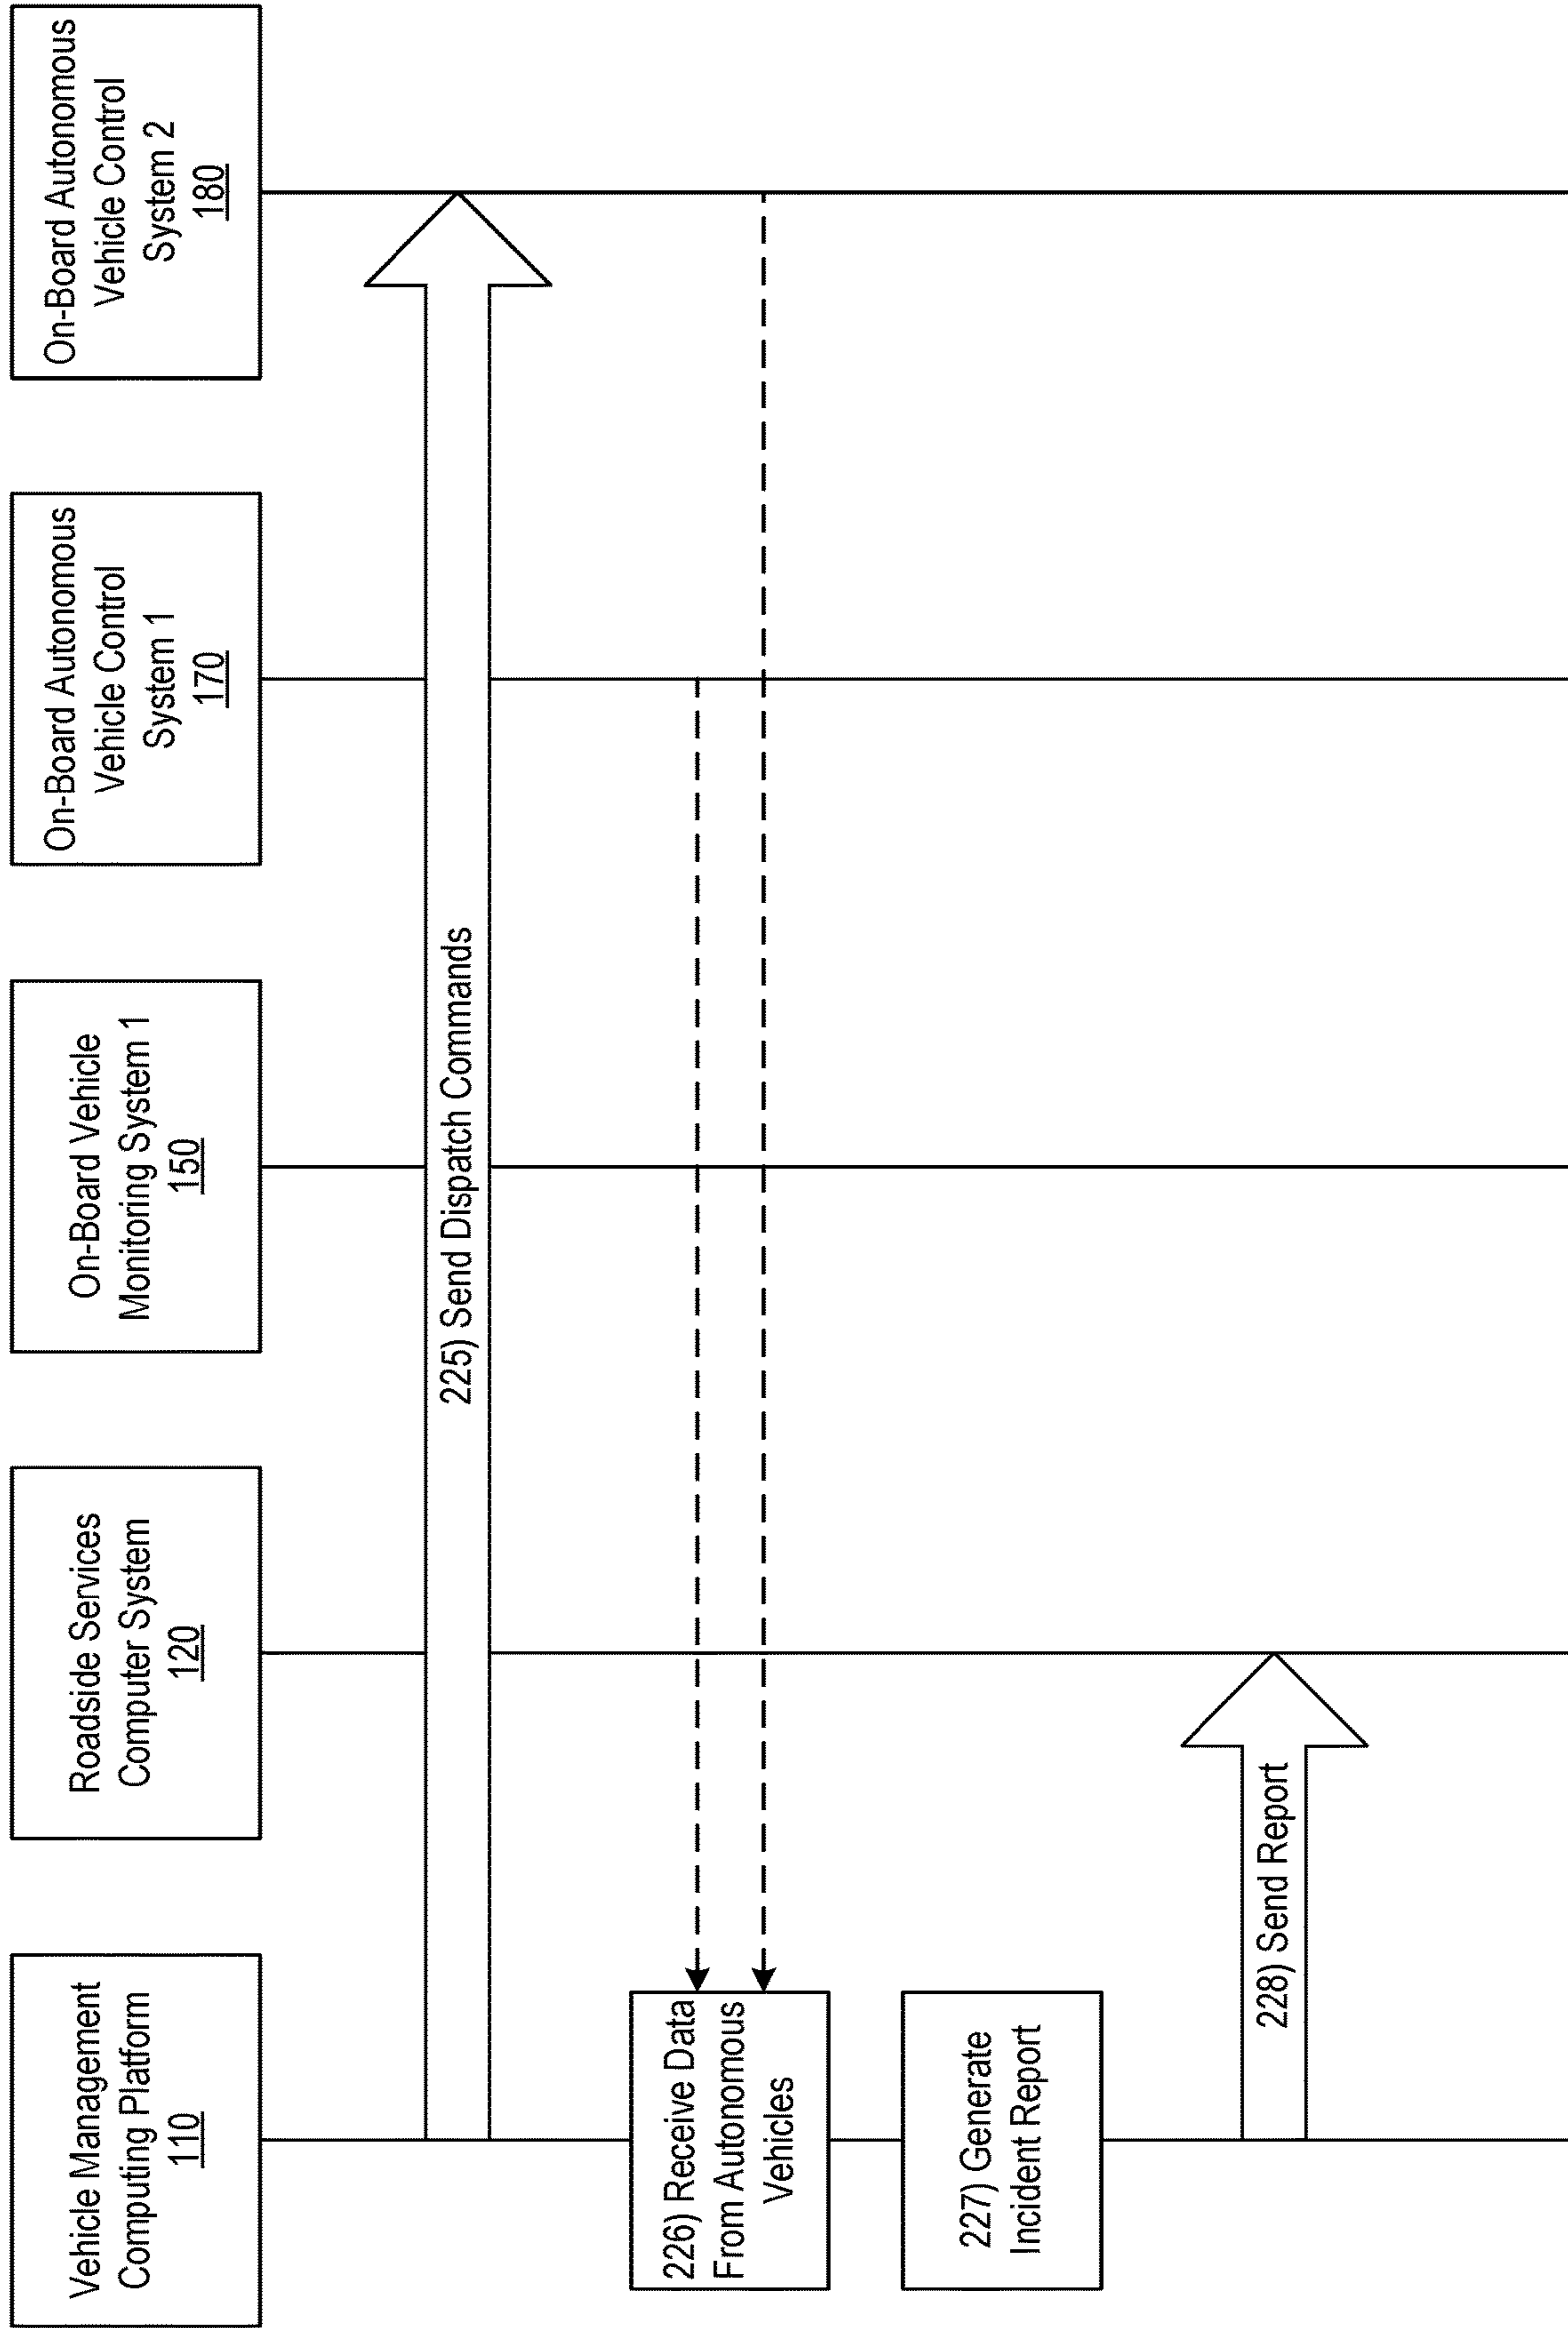 Vehicle Management
Computing Platform
110
Roadside Services
Computer System
120
On-Board Vehicle
Monitoring System 1
150
On-Board Autonomous
Vehicle Control
System 1
170
On-Board Autonomous
Vehicle Control
System 2
180
225) Send Dispatch Commands
226) Receive Data
From Autonomous
Vehicles
227) Generate
Incident Report
228) Send Report